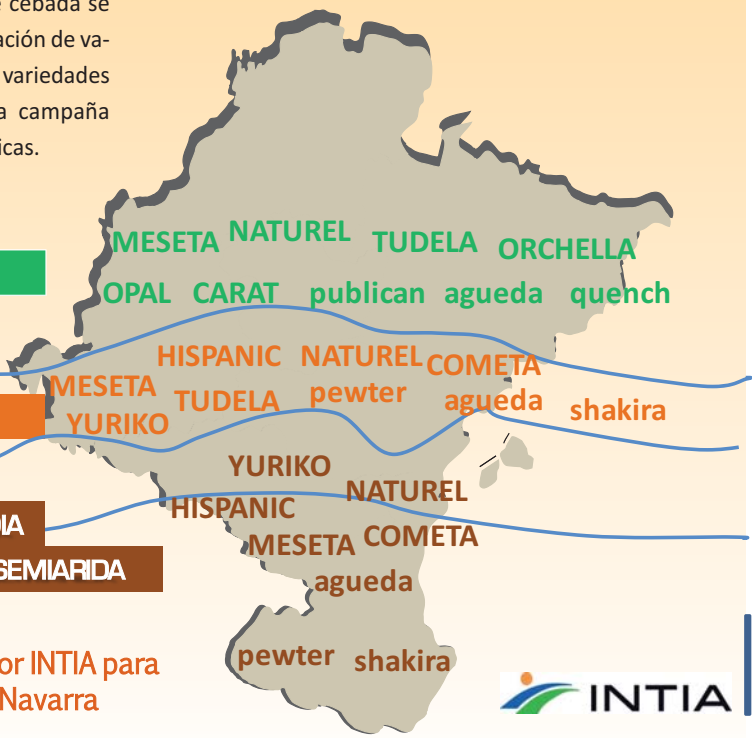 e cebada se
ación de va-
variedades
a campaña
icas.
MESETA NATUREL TUDELA ORCHELLA
OPAL CARAT publican agueda quench
HISPANIC NATUREL COMETA
MESETA TUDELA pewter agueda shakira
YURIKO
YURIKO
NATUREL
HISPANIC
MESETA COMETA
agueda
DIA
SEMIARIDA
pewter shakira
or INTIA para
Navarra
INTIA